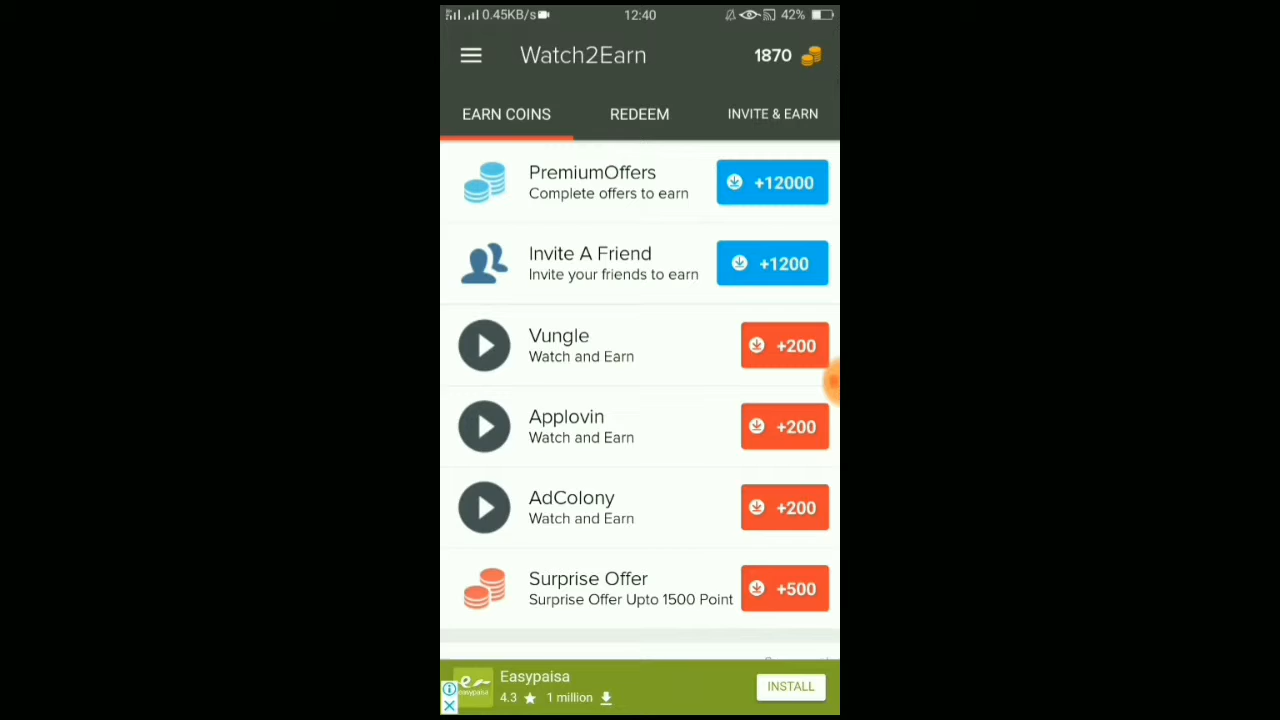 0.45KB/s 12:40 42%
Watch2Earn 1870
EARN COINS REDEEM INVITE & EARN
PremiumOffers
Complete offers to earn
+12000
Invite A Friend
Invite your friends to earn
+1200
Vungle
Watch and Earn
+200
Applovin
Watch and Earn
+200
AdColony
Watch and Earn
+200
Surprise Offer
Surprise Offer Upto 1500 Point
+500
Easypaisa
4.3 1 million
INSTALL